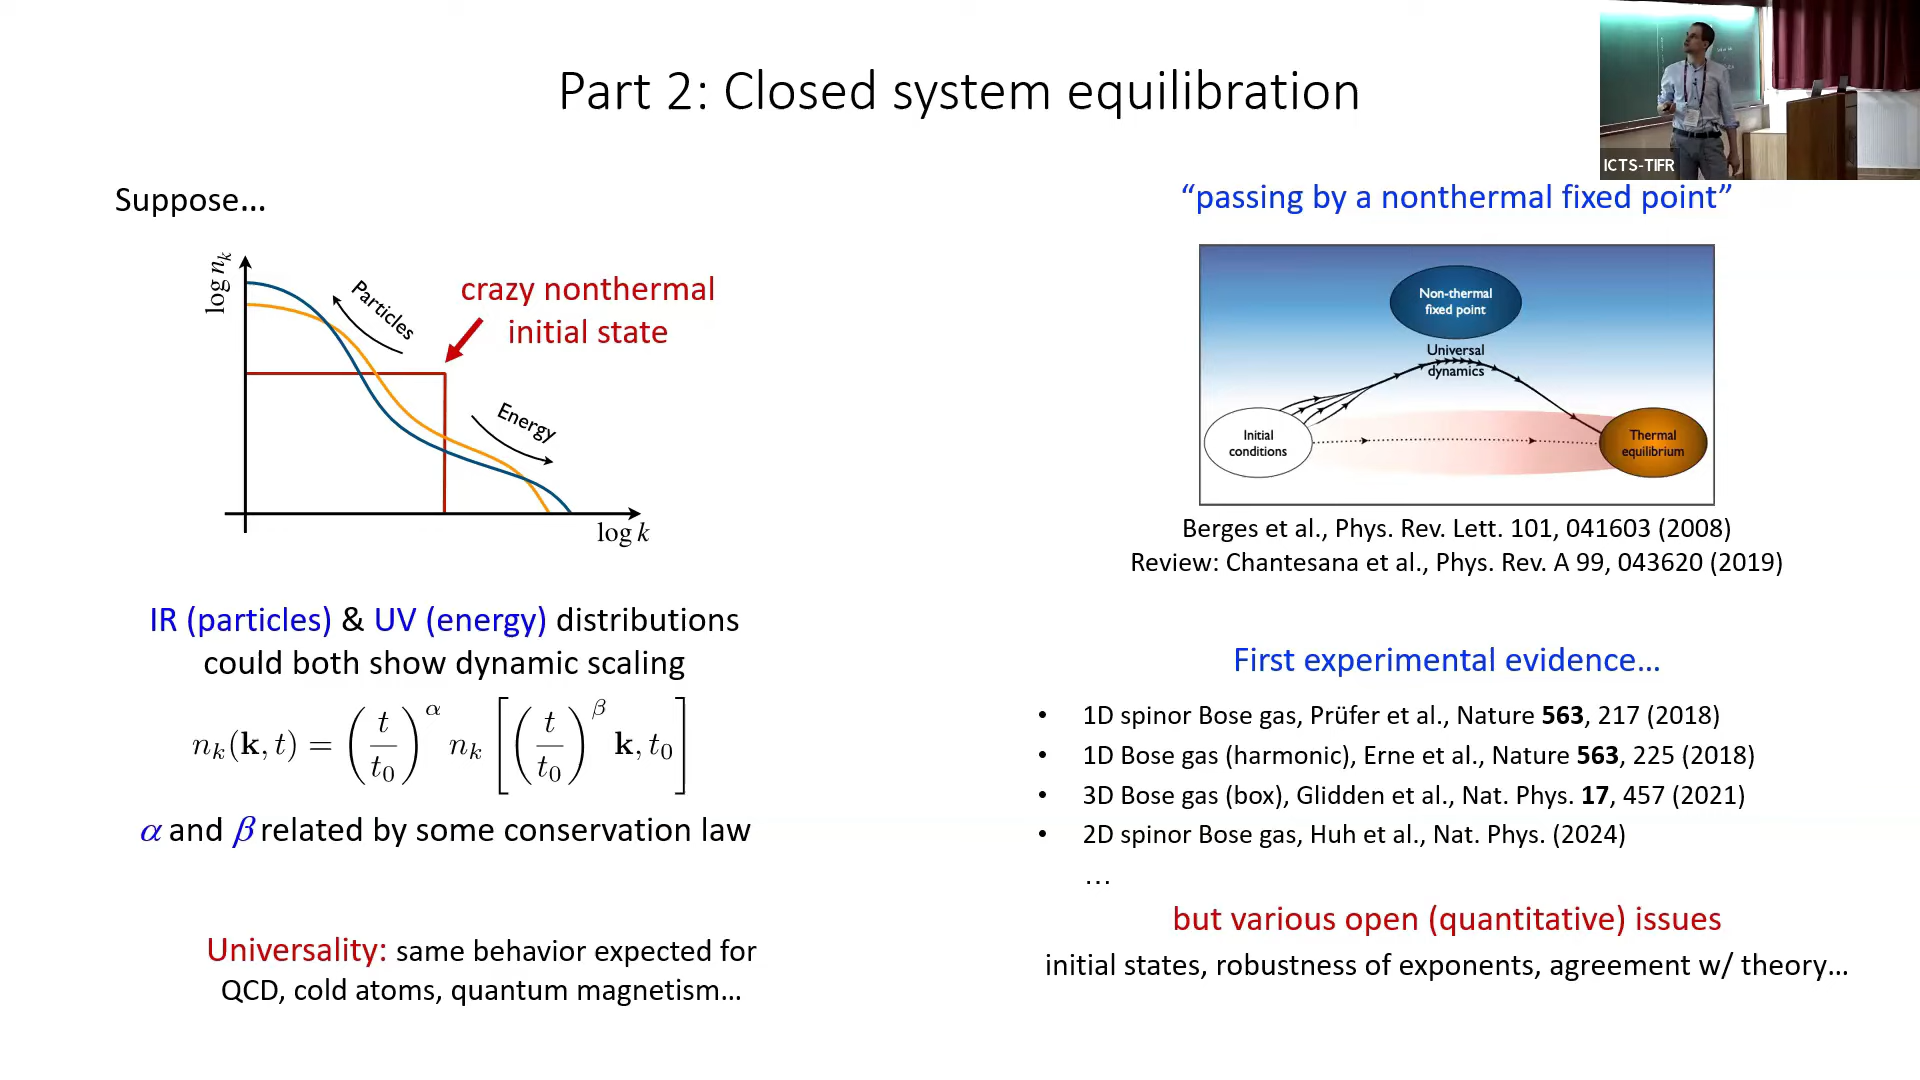 Part 2: Closed system equilibration
ICTS-TIFR
Suppose...
log n_k
Particles
crazy nonthermal
initial state
Energy
log k
IR (particles) & UV (energy) distributions
could both show dynamic scaling
n_k(k, t) = (t/t_0)^α n_k [(t/t_0)^β k, t_0]
α and β related by some conservation law
Universality: same behavior expected for
QCD, cold atoms, quantum magnetism...
“passing by a nonthermal fixed point”
Non-thermal
fixed point
Universal
dynamics
Initial
conditions
Thermal
equilibrium
Berges et al., Phys. Rev. Lett. 101, 041603 (2008)
Review: Chantesana et al., Phys. Rev. A 99, 043620 (2019)
First experimental evidence...
• 1D spinor Bose gas, Prüfer et al., Nature 563, 217 (2018)
• 1D Bose gas (harmonic), Erne et al., Nature 563, 225 (2018)
• 3D Bose gas (box), Glidden et al., Nat. Phys. 17, 457 (2021)
• 2D spinor Bose gas, Huh et al., Nat. Phys. (2024)
...
but various open (quantitative) issues
initial states, robustness of exponents, agreement w/ theory...